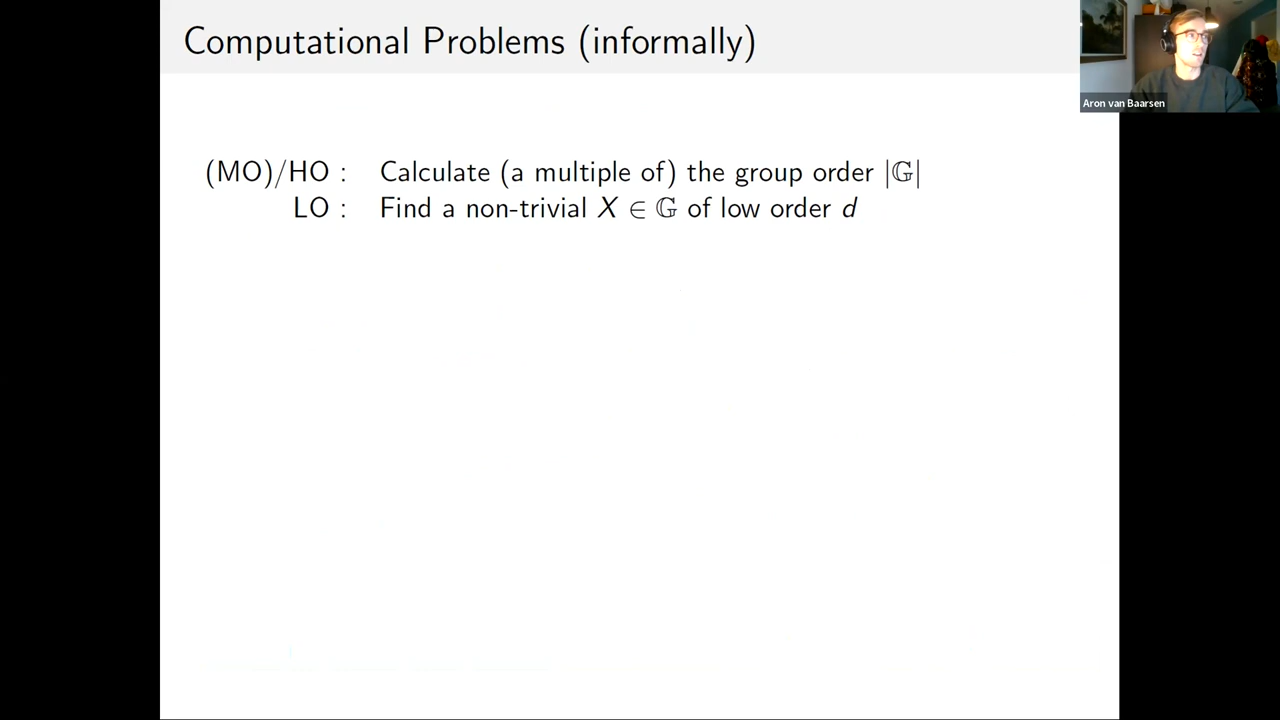 Computational Problems (informally)
Aron van Baarsen
(MO)/HO : Calculate (a multiple of) the group order |𝔾|
LO : Find a non-trivial X ∈ 𝔾 of low order d